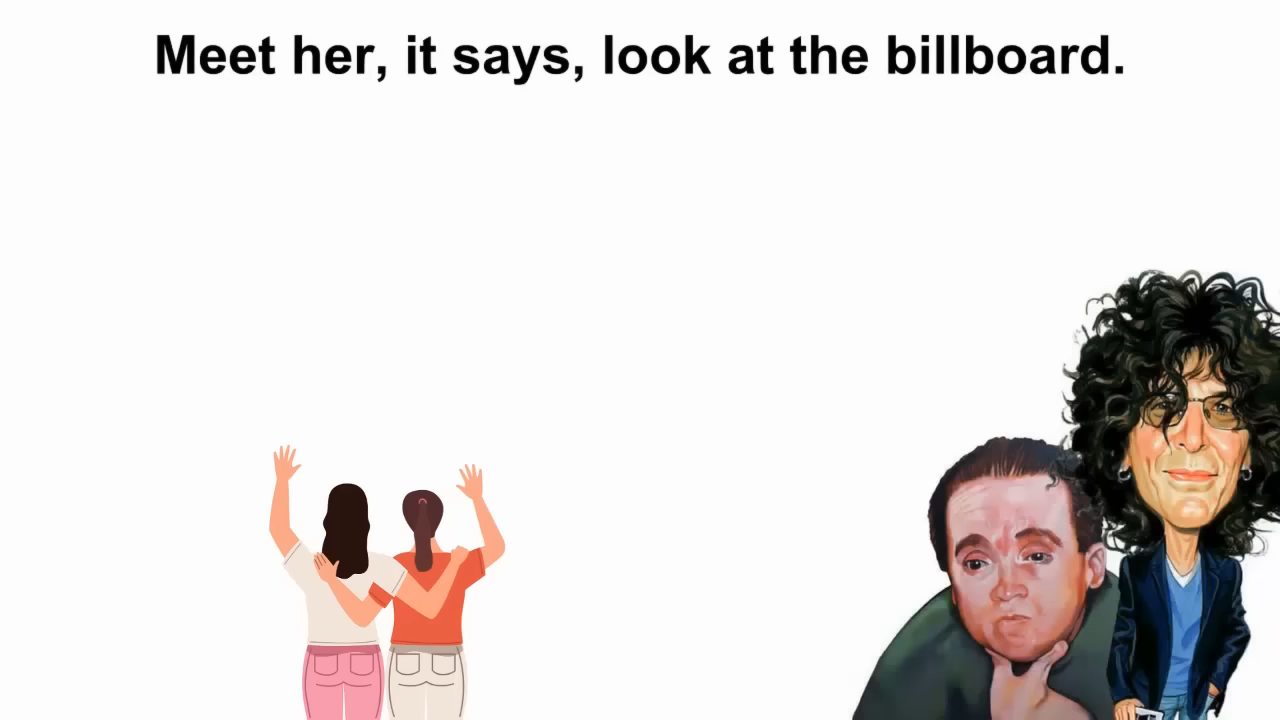 Meet her, it says, look at the billboard.